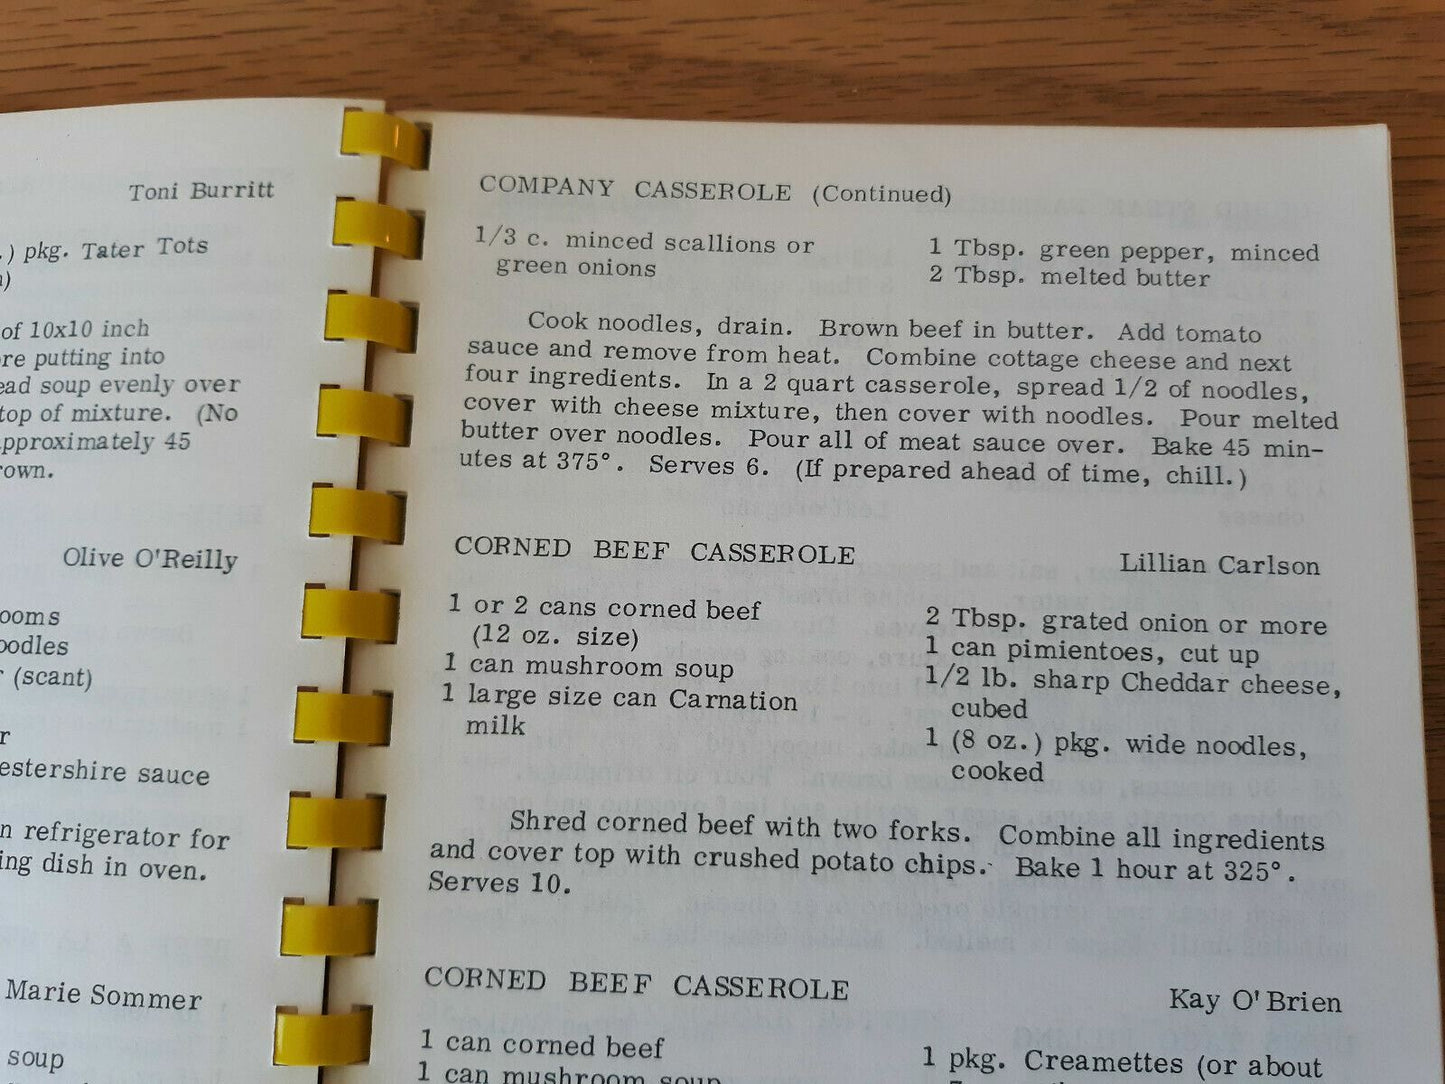 Toni Burritt
.) pkg. Tater Tots
of 10x10 inch
re putting into
ead soup evenly over
top of mixture. (No
pproximately 45
rown.
Olive O'Reilly
ooms
oodles
(scant)
r
estershire sauce
n refrigerator for
ing dish in oven.
Marie Sommer
soup
COMPANY CASSEROLE (Continued)
1/3 c. minced scallions or
green onions
1 Tbsp. green pepper, minced
2 Tbsp. melted butter
Cook noodles, drain. Brown beef in butter. Add tomato
sauce and remove from heat. Combine cottage cheese and next
four ingredients. In a 2 quart casserole, spread 1/2 of noodles,
cover with cheese mixture, then cover with noodles. Pour melted
butter over noodles. Pour all of meat sauce over. Bake 45 min-
utes at 375°. Serves 6. (If prepared ahead of time, chill.)
CORNED BEEF CASSEROLE
Lillian Carlson
1 or 2 cans corned beef
(12 oz. size)
1 can mushroom soup
1 large size can Carnation
milk
2 Tbsp. grated onion or more
1 can pimientoes, cut up
1/2 lb. sharp Cheddar cheese,
cubed
1 (8 oz.) pkg. wide noodles,
cooked
Shred corned beef with two forks. Combine all ingredients
and cover top with crushed potato chips. Bake 1 hour at 325°.
Serves 10.
CORNED BEEF CASSEROLE
Kay O'Brien
1 can corned beef
1 can mushroom soup
1 pkg. Creamettes (or about